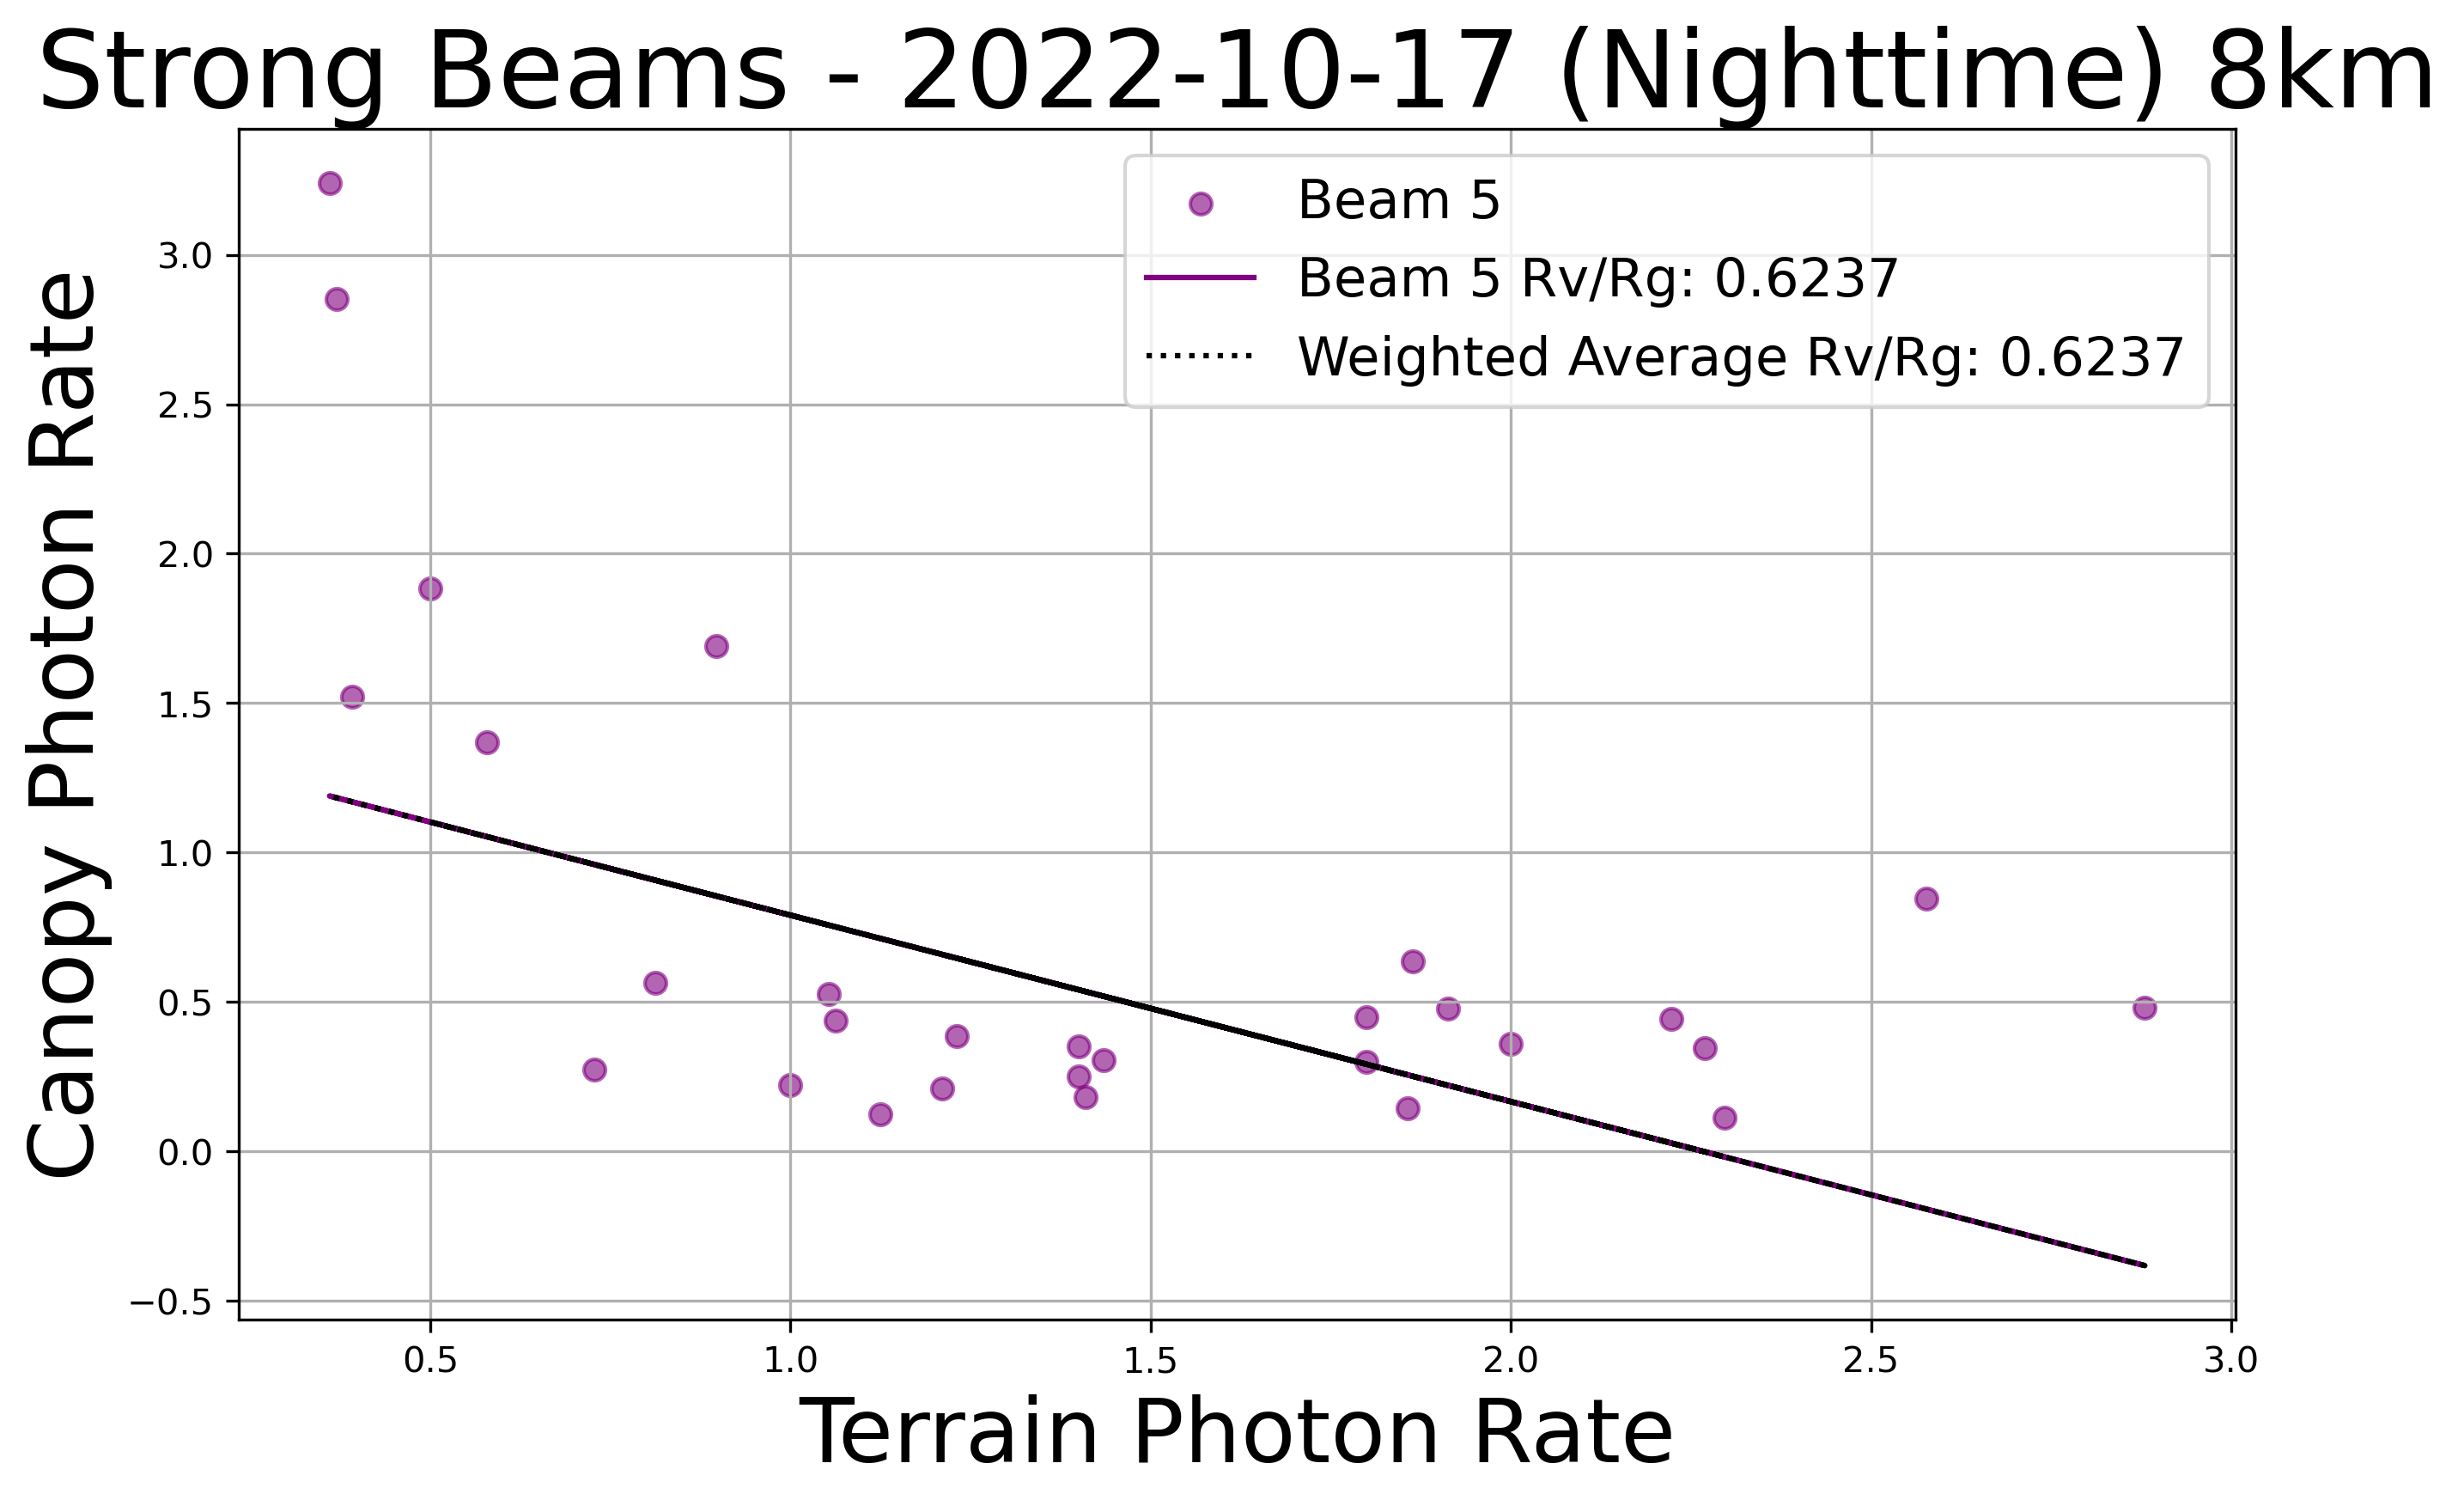 Strong Beams - 2022-10-17 (Nighttime) 8km
Beam 5
Beam 5 Rv/Rg: 0.6237
Weighted Average Rv/Rg: 0.6237
Canopy Photon Rate
3.0
2.5
2.0
1.5
1.0
0.5
0.0
−0.5
0.5 1.0 1.5 2.0 2.5 3.0
Terrain Photon Rate